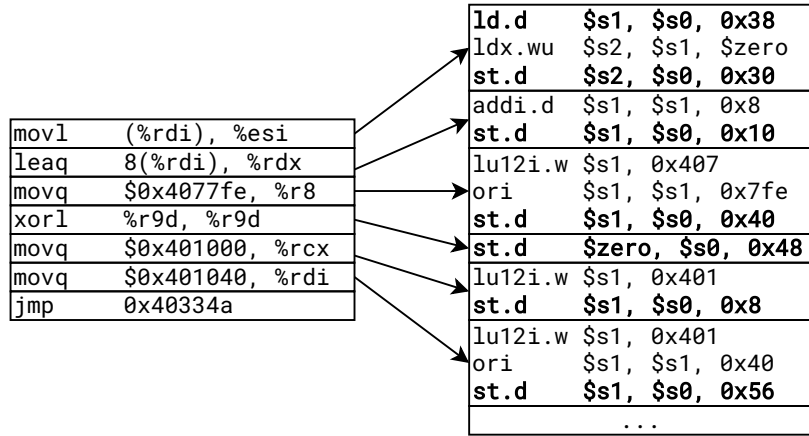 movl (%rdi), %esi
leaq 8(%rdi), %rdx
movq $0x4077fe, %r8
xorl %r9d, %r9d
movq $0x401000, %rcx
movq $0x401040, %rdi
jmp 0x40334a
ld.d $s1, $s0, 0x38
ldx.wu $s2, $s1, $zero
st.d $s2, $s0, 0x30
addi.d $s1, $s1, 0x8
st.d $s1, $s0, 0x10
lu12i.w $s1, 0x407
ori $s1, $s1, 0x7fe
st.d $s1, $s0, 0x40
st.d $zero, $s0, 0x48
lu12i.w $s1, 0x401
st.d $s1, $s0, 0x8
lu12i.w $s1, 0x401
ori $s1, $s1, 0x40
st.d $s1, $s0, 0x56
...